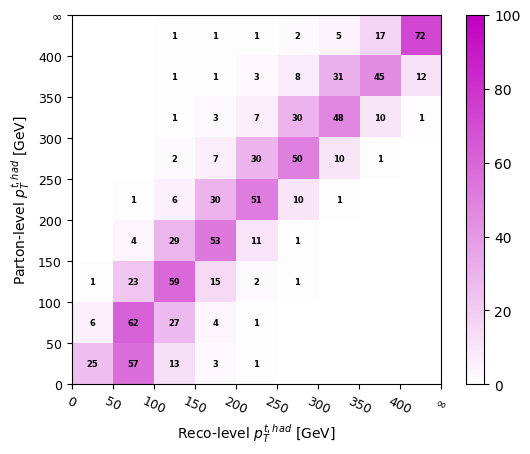 ∞ 1 1 1 2 5 17 72 100
400
1 1 3 8 31 45 12
350 80
1 3 7 30 48 10 1
300
2 7 30 50 10 1
250 60
1 6 30 51 10 1
200
4 29 53 11 1
150 40
1 23 59 15 2 1
100
6 62 27 4 1 20
50
25 57 13 3 1
0 0
0 50 100 150 200 250 300 350 400 ∞
Parton-level p_T^{t,had} [GeV]
Reco-level p_T^{t,had} [GeV]